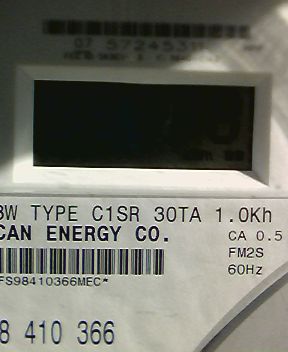 3W TYPE C1SR 30TA 1.0Kh
CAN ENERGY CO.
CA 0.5
FM2S
60Hz
FS98410366MEC*
8 410 366